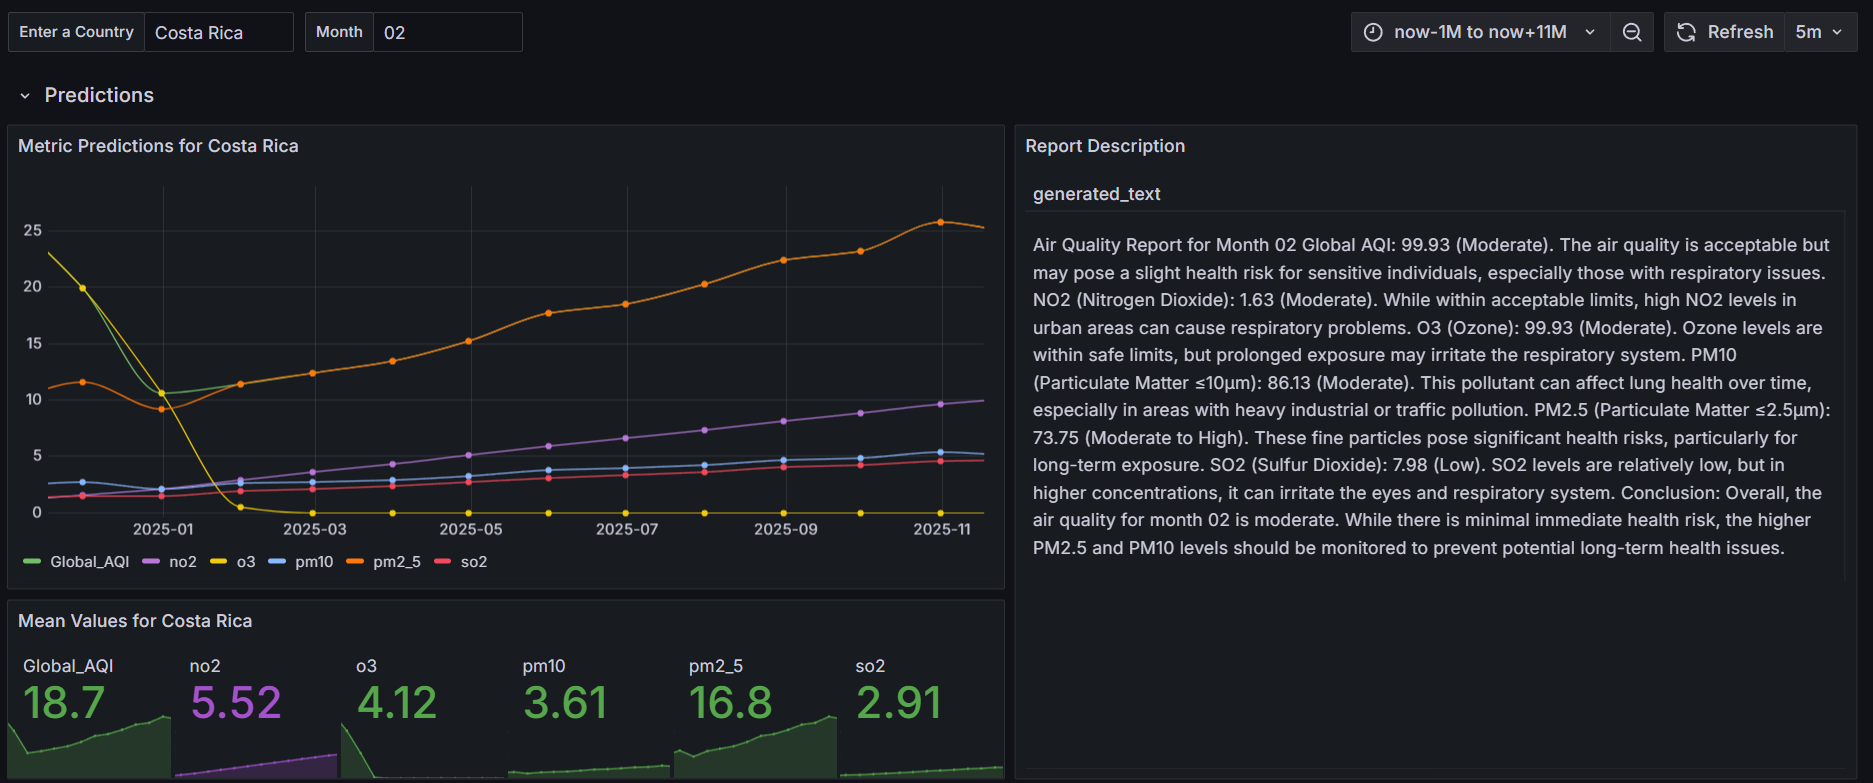 Enter a Country
Costa Rica
Month
02
now-1M to now+11M
Refresh
5m
Predictions
Metric Predictions for Costa Rica
25
20
15
10
5
0
2025-01
2025-03
2025-05
2025-07
2025-09
2025-11
Global_AQI
no2
o3
pm10
pm2_5
so2
Mean Values for Costa Rica
Global_AQI
18.7
no2
5.52
o3
4.12
pm10
3.61
pm2_5
16.8
so2
2.91
Report Description
generated_text
Air Quality Report for Month 02 Global AQI: 99.93 (Moderate). The air quality is acceptable but
may pose a slight health risk for sensitive individuals, especially those with respiratory issues.
NO2 (Nitrogen Dioxide): 1.63 (Moderate). While within acceptable limits, high NO2 levels in
urban areas can cause respiratory problems. O3 (Ozone): 99.93 (Moderate). Ozone levels are
within safe limits, but prolonged exposure may irritate the respiratory system. PM10
(Particulate Matter ≤10µm): 86.13 (Moderate). This pollutant can affect lung health over time,
especially in areas with heavy industrial or traffic pollution. PM2.5 (Particulate Matter ≤2.5µm):
73.75 (Moderate to High). These fine particles pose significant health risks, particularly for
long-term exposure. SO2 (Sulfur Dioxide): 7.98 (Low). SO2 levels are relatively low, but in
higher concentrations, it can irritate the eyes and respiratory system. Conclusion: Overall, the
air quality for month 02 is moderate. While there is minimal immediate health risk, the higher
PM2.5 and PM10 levels should be monitored to prevent potential long-term health issues.